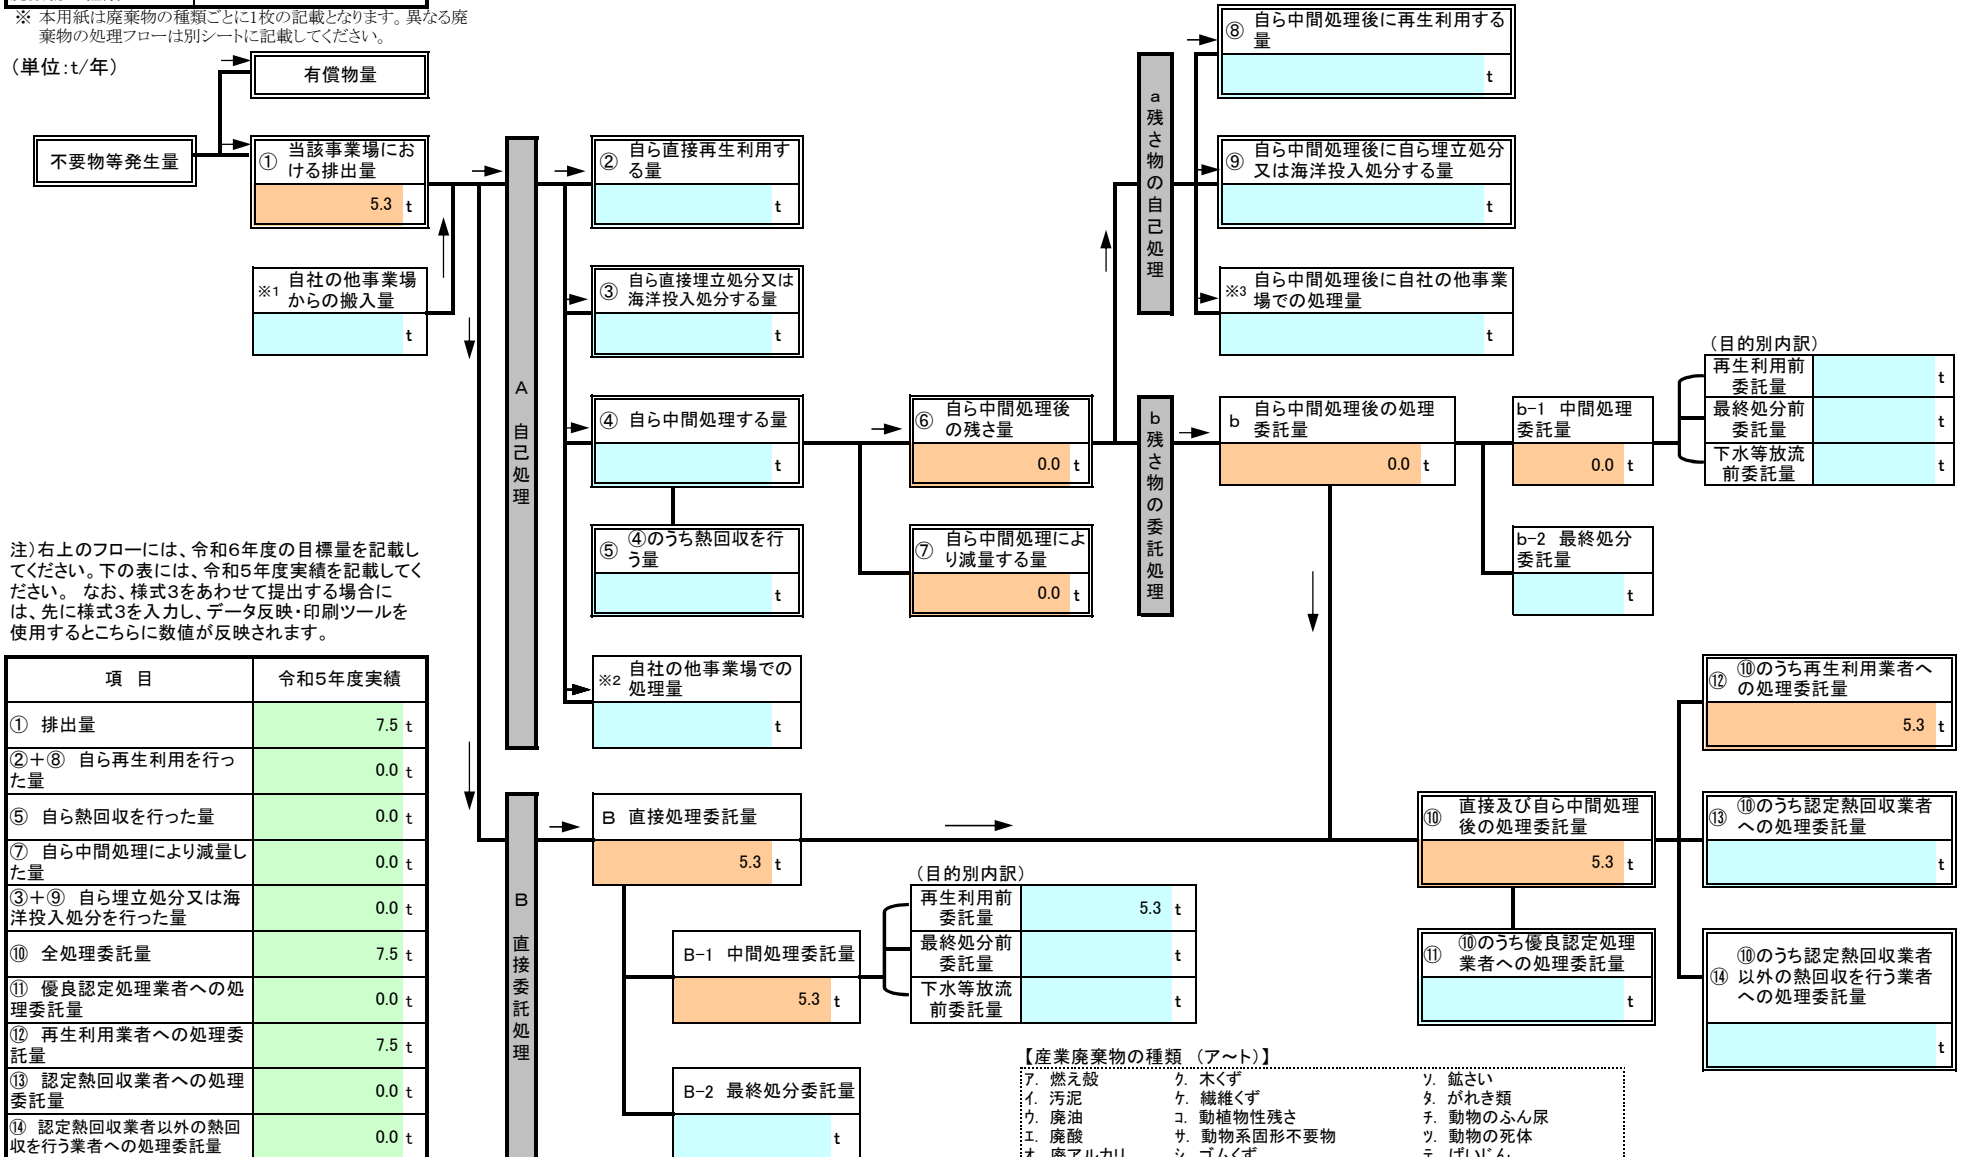 ※ 本用紙は廃棄物の種類ごとに1枚の記載となります。異なる廃
棄物の処理フローは別シートに記載してください。
（単位：t/年）
有償物量
不要物等発生量
① 当該事業場にお
ける排出量
5.3 t
※1 自社の他事業場
からの搬入量
t
A 自己処理
② 自ら直接再生利用す
る量
t
③ 自ら直接埋立処分又は
海洋投入処分する量
t
④ 自ら中間処理する量
t
⑤ ④のうち熱回収を行
う量
t
※2 自社の他事業場での
処理量
t
⑥ 自ら中間処理後
の残さ量
0.0 t
⑦ 自ら中間処理によ
り減量する量
0.0 t
a 残さ物の自己処理
⑧ 自ら中間処理後に再生利用する
量
t
⑨ 自ら中間処理後に自ら埋立処分
又は海洋投入処分する量
t
※3 自ら中間処理後に自社の他事業
場での処理量
t
b 残さ物の委託処理
b 自ら中間処理後の処理
委託量
0.0 t
b-1 中間処理
委託量
0.0 t
b-2 最終処分
委託量
t
（目的別内訳）
再生利用前
委託量
t
最終処分前
委託量
t
下水等放流
前委託量
t
注）右上のフローには、令和６年度の目標量を記載し
てください。下の表には、令和５年度実績を記載してく
ださい。 なお、様式３をあわせて提出する場合に
は、先に様式３を入力し、データ反映・印刷ツールを
使用するとこちらに数値が反映されます。
項 目 令和５年度実績
① 排出量 7.5 t
②＋⑧ 自ら再生利用を行っ
た量
0.0 t
⑤ 自ら熱回収を行った量 0.0 t
⑦ 自ら中間処理により減量し
た量
0.0 t
③＋⑨ 自ら埋立処分又は海
洋投入処分を行った量
0.0 t
⑩ 全処理委託量 7.5 t
⑪ 優良認定処理業者への処
理委託量
0.0 t
⑫ 再生利用業者への処理委
託量
7.5 t
⑬ 認定熱回収業者への処理
委託量
0.0 t
⑭ 認定熱回収業者以外の熱回
収を行う業者への処理委託量
0.0 t
B 直接委託処理
B 直接処理委託量
5.3 t
B-1 中間処理委託量
5.3 t
B-2 最終処分委託量
t
（目的別内訳）
再生利用前
委託量
5.3 t
最終処分前
委託量
t
下水等放流
前委託量
t
⑩ 直接及び自ら中間処理
後の処理委託量
5.3 t
⑪ ⑩のうち優良認定処理
業者への処理委託量
t
⑫ ⑩のうち再生利用業者へ
の処理委託量
5.3 t
⑬ ⑩のうち認定熱回収業者
への処理委託量
t
⑭ ⑩のうち認定熱回収業者
以外の熱回収を行う業者
への処理委託量
t
【産業廃棄物の種類 （ア～ト）】
ア. 燃え殻 ク. 木くず ソ. 鉱さい
イ. 汚泥 ケ. 繊維くず タ. がれき類
ウ. 廃油 コ. 動植物性残さ チ. 動物のふん尿
エ. 廃酸 サ. 動物系固形不要物 ツ. 動物の死体
オ. 廃アルカリ シ. ゴムくず テ. ばいじん